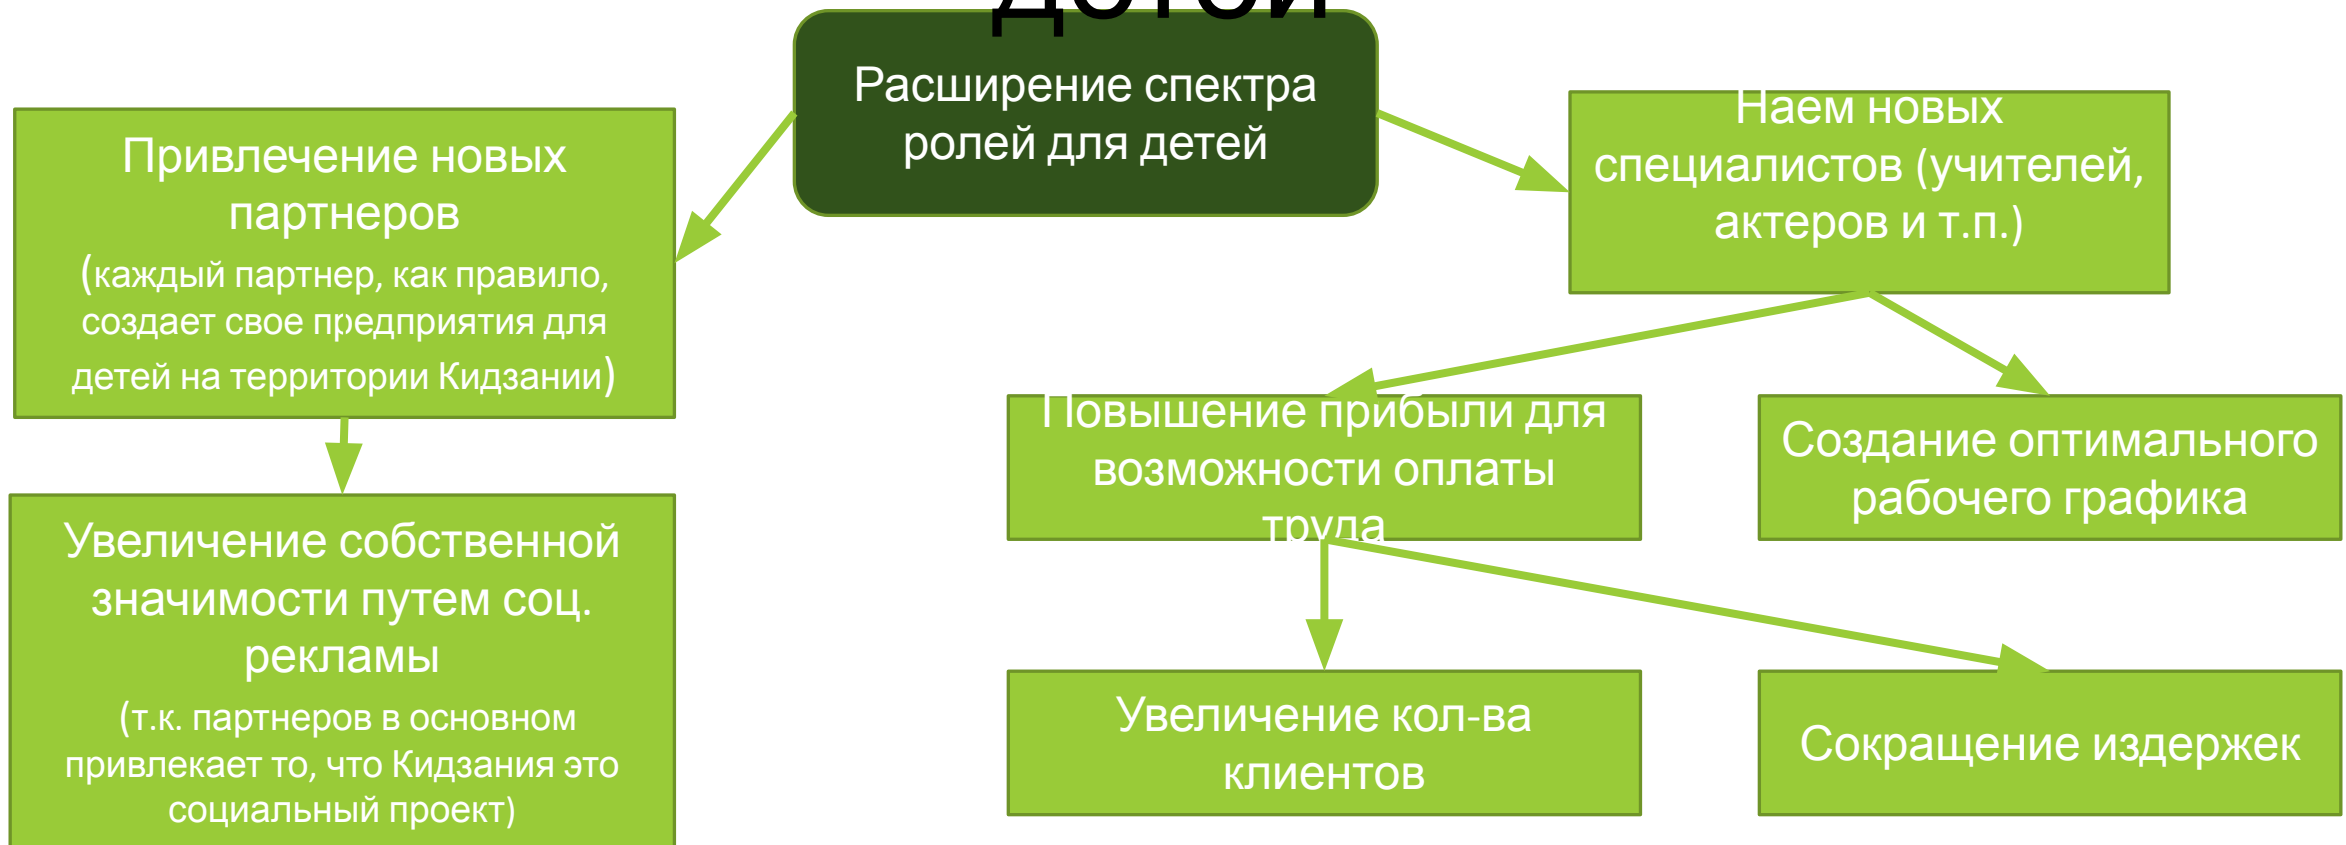 детей
Расширение спектра
ролей для детей
Привлечение новых
партнеров
(каждый партнер, как правило,
создает свое предприятия для
детей на территории Кидзании)
Наем новых
специалистов (учителей,
актеров и т.п.)
Повышение прибыли для
возможности оплаты
труда
Создание оптимального
рабочего графика
Увеличение собственной
значимости путем соц.
рекламы
(т.к. партнеров в основном
привлекает то, что Кидзания это
социальный проект)
Увеличение кол-ва
клиентов
Сокращение издержек